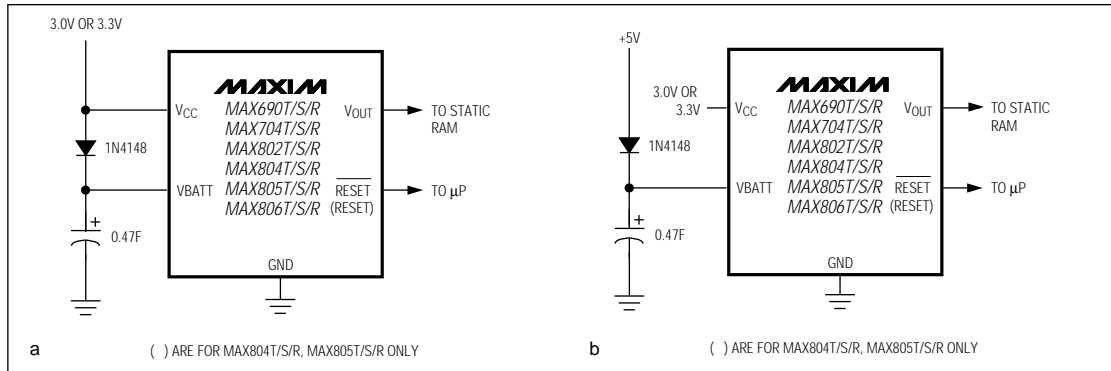 3.0V OR 3.3V
MAXIM
VCC
MAX690T/S/R
MAX704T/S/R
MAX802T/S/R
MAX804T/S/R
MAX805T/S/R
MAX806T/S/R
VOUT
TO STATIC
RAM
1N4148
VBATT
RESET
(RESET)
TO μP
+
0.47F
GND
a
( ) ARE FOR MAX804T/S/R, MAX805T/S/R ONLY
+5V
3.0V OR
3.3V
MAXIM
VCC
MAX690T/S/R
MAX704T/S/R
MAX802T/S/R
MAX804T/S/R
MAX805T/S/R
MAX806T/S/R
VOUT
TO STATIC
RAM
1N4148
VBATT
RESET
(RESET)
TO μP
+
0.47F
GND
b
( ) ARE FOR MAX804T/S/R, MAX805T/S/R ONLY